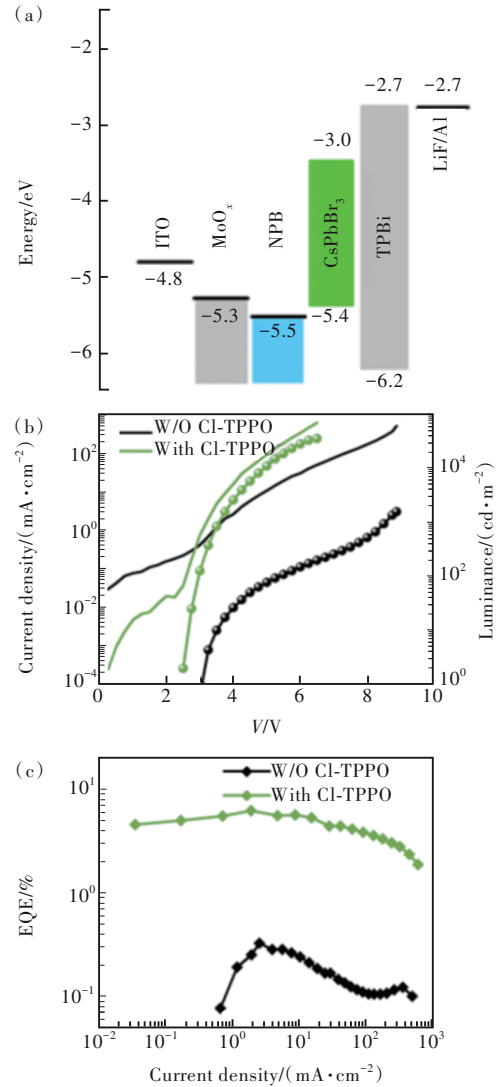 (a)
−2
−3
−4
−5
−6
Energy/eV
ITO
−4.8
MoOₓ
−5.3
NPB
−5.5
−3.0
CsPbBr₃
−5.4
−2.7
TPBi
−6.2
−2.7
LiF/Al
(b)
W/O Cl-TPPO
With Cl-TPPO
10²
10⁰
10⁻²
10⁻⁴
Current density/(mA·cm⁻²)
10⁴
10²
10⁰
Luminance/(cd·m⁻²)
0 2 4 6 8 10
V/V
(c)
W/O Cl-TPPO
With Cl-TPPO
10¹
10⁰
10⁻¹
EQE/%
10⁻² 10⁻¹ 10⁰ 10¹ 10² 10³
Current density/(mA·cm⁻²)